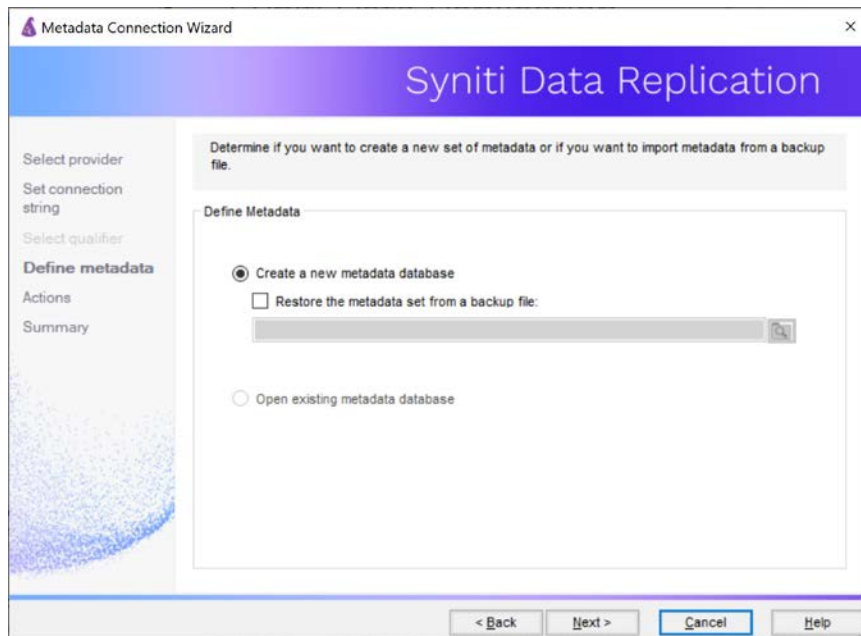 Metadata Connection Wizard
Syniti Data Replication
Select provider
Set connection
string
Select qualifier
Define metadata
Actions
Summary
Determine if you want to create a new set of metadata or if you want to import metadata from a backup
file.
Define Metadata
Create a new metadata database
Restore the metadata set from a backup file:
Open existing metadata database
< Back
Next >
Cancel
Help